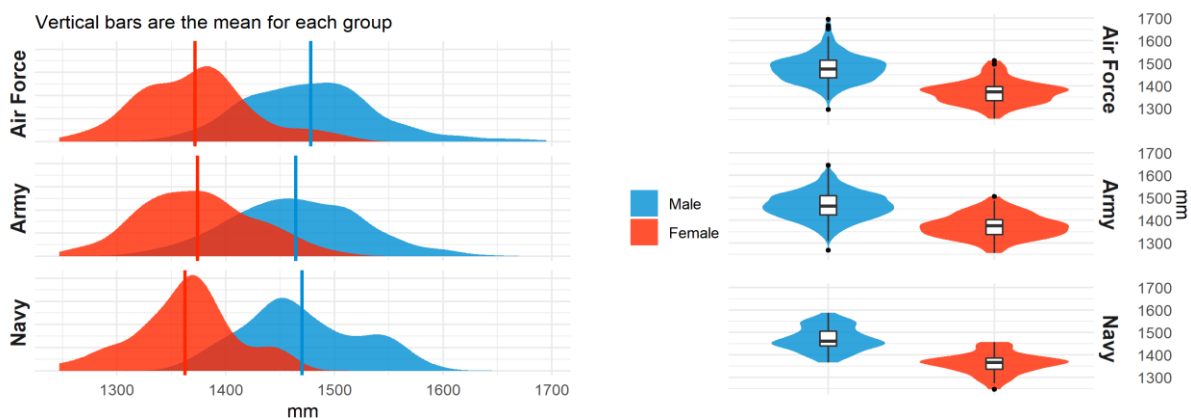 Vertical bars are the mean for each group
Air Force
Army
Navy
1300 1400 1500 1600 1700
mm
Male
Female
1700
1600
1500
1400
1300
Air Force
1700
1600
1500
1400
1300
Army
mm
1700
1600
1500
1400
1300
Navy